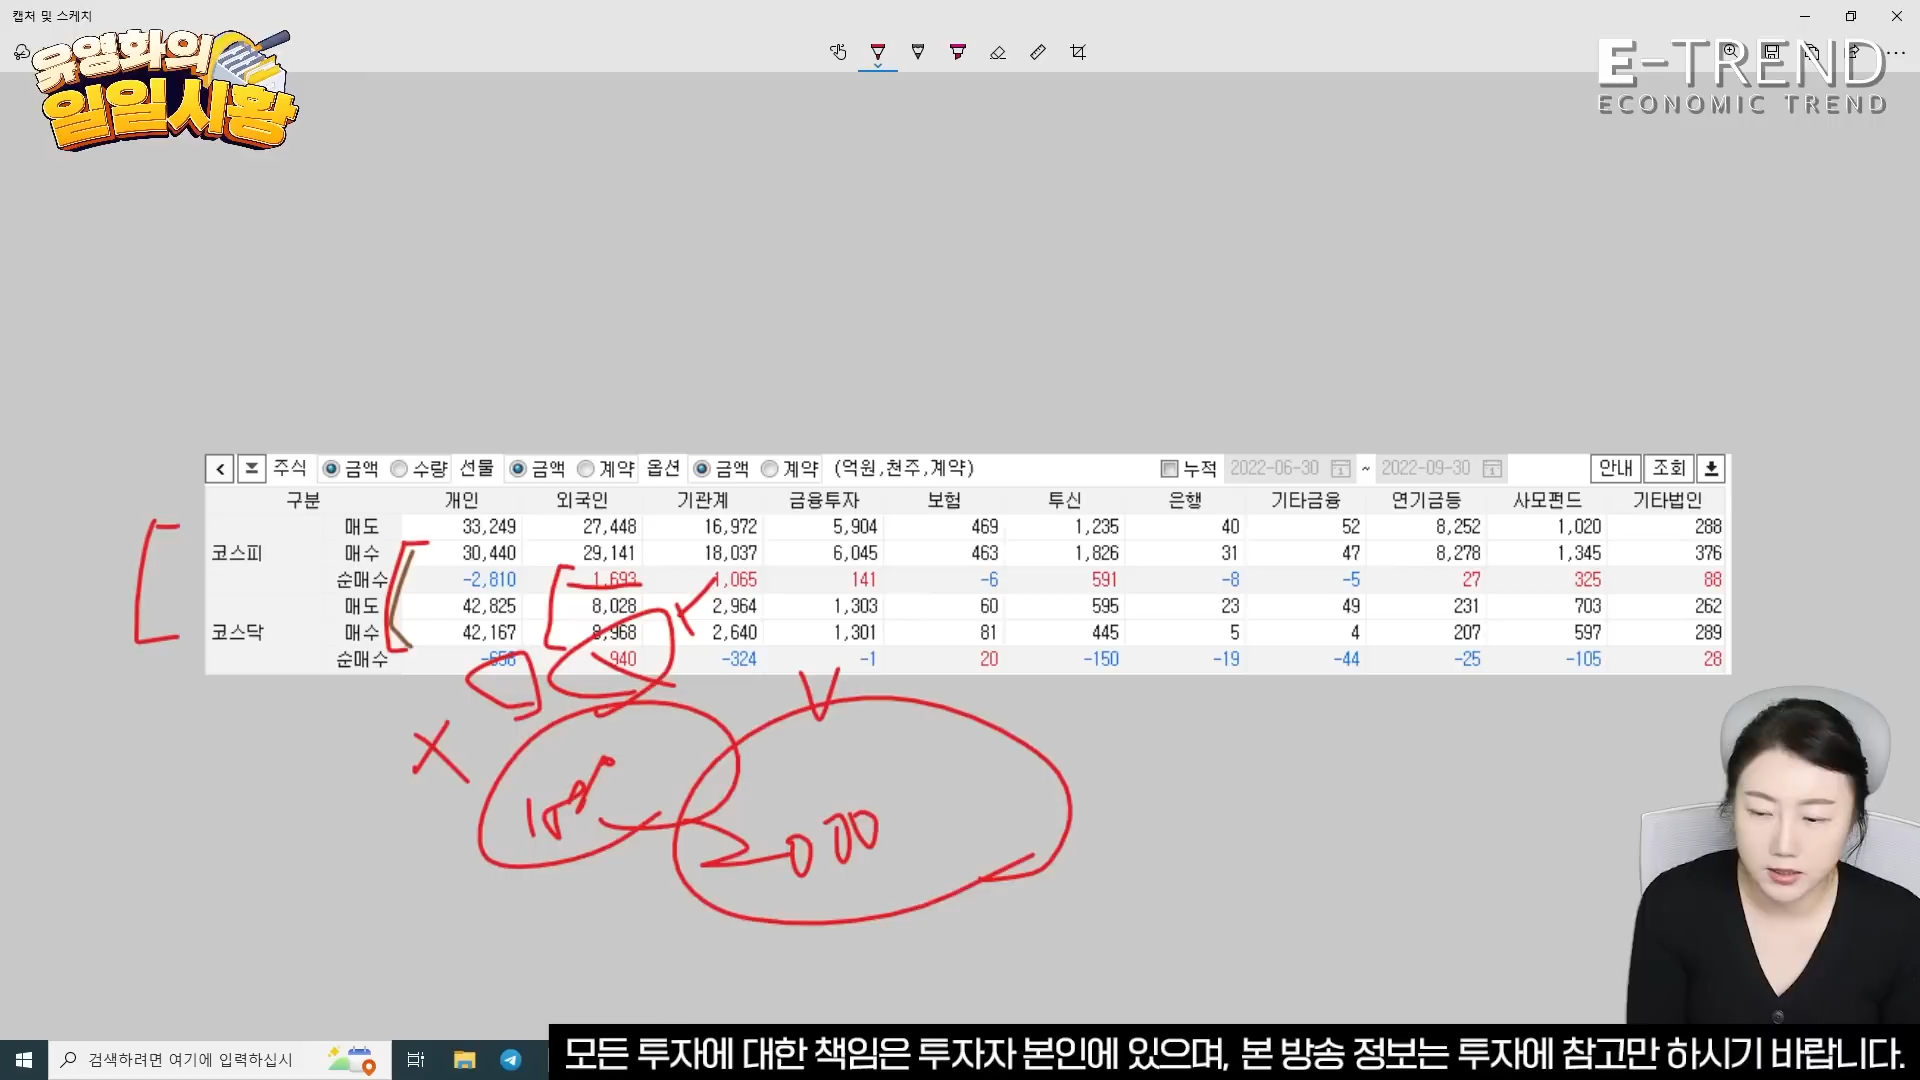 캡처 및 스케치
유영화의
일일시황
E-TREND
ECONOMIC TREND
주식 금액 수량 선물 금액 계약 옵션 금액 계약 (억원,천주,계약) 누적 2022-06-30 ~ 2022-09-30 안내 조회
구분 개인 외국인 기관계 금융투자 보험 투신 은행 기타금융 연기금등 사모펀드 기타법인
매도 33,249 27,448 16,972 5,904 469 1,235 40 52 8,252 1,020 288
코스피 매수 30,440 29,141 18,037 6,045 463 1,826 31 47 8,278 1,345 376
순매수 -2,810 1,693 1,065 141 -6 591 -8 -5 27 325 88
매도 42,825 8,028 2,964 1,303 60 595 23 49 231 703 262
코스닥 매수 42,167 8,968 2,640 1,301 81 445 5 4 207 597 289
순매수 -658 940 -324 -1 20 -150 -19 -44 -25 -105 28
X
V
2000
검색하려면 여기에 입력하십시
모든 투자에 대한 책임은 투자자 본인에 있으며, 본 방송 정보는 투자에 참고만 하시기 바랍니다.